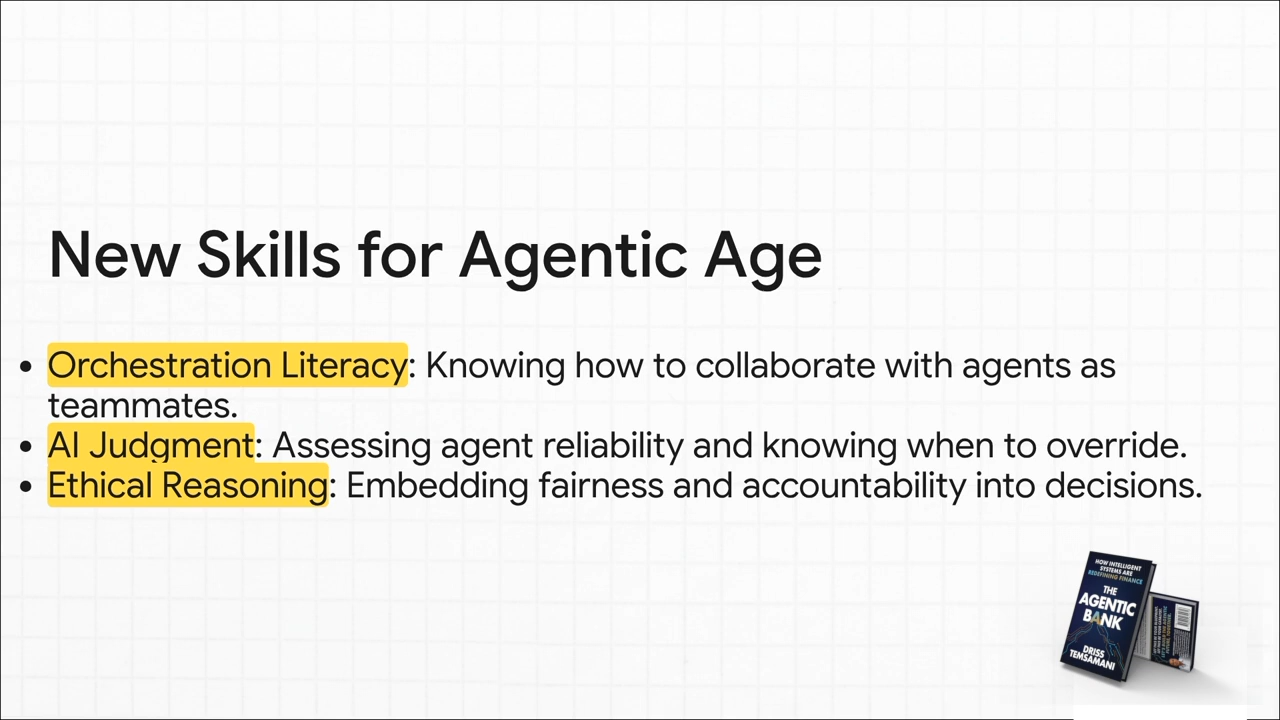 New Skills for Agentic Age
• Orchestration Literacy: Knowing how to collaborate with agents as
teammates.
• AI Judgment: Assessing agent reliability and knowing when to override.
• Ethical Reasoning: Embedding fairness and accountability into decisions.
HOW INTELLIGENT
SYSTEMS ARE
REDEFINING FINANCE
THE
AGENTIC
BANK
DRISS
TEMSAMANI